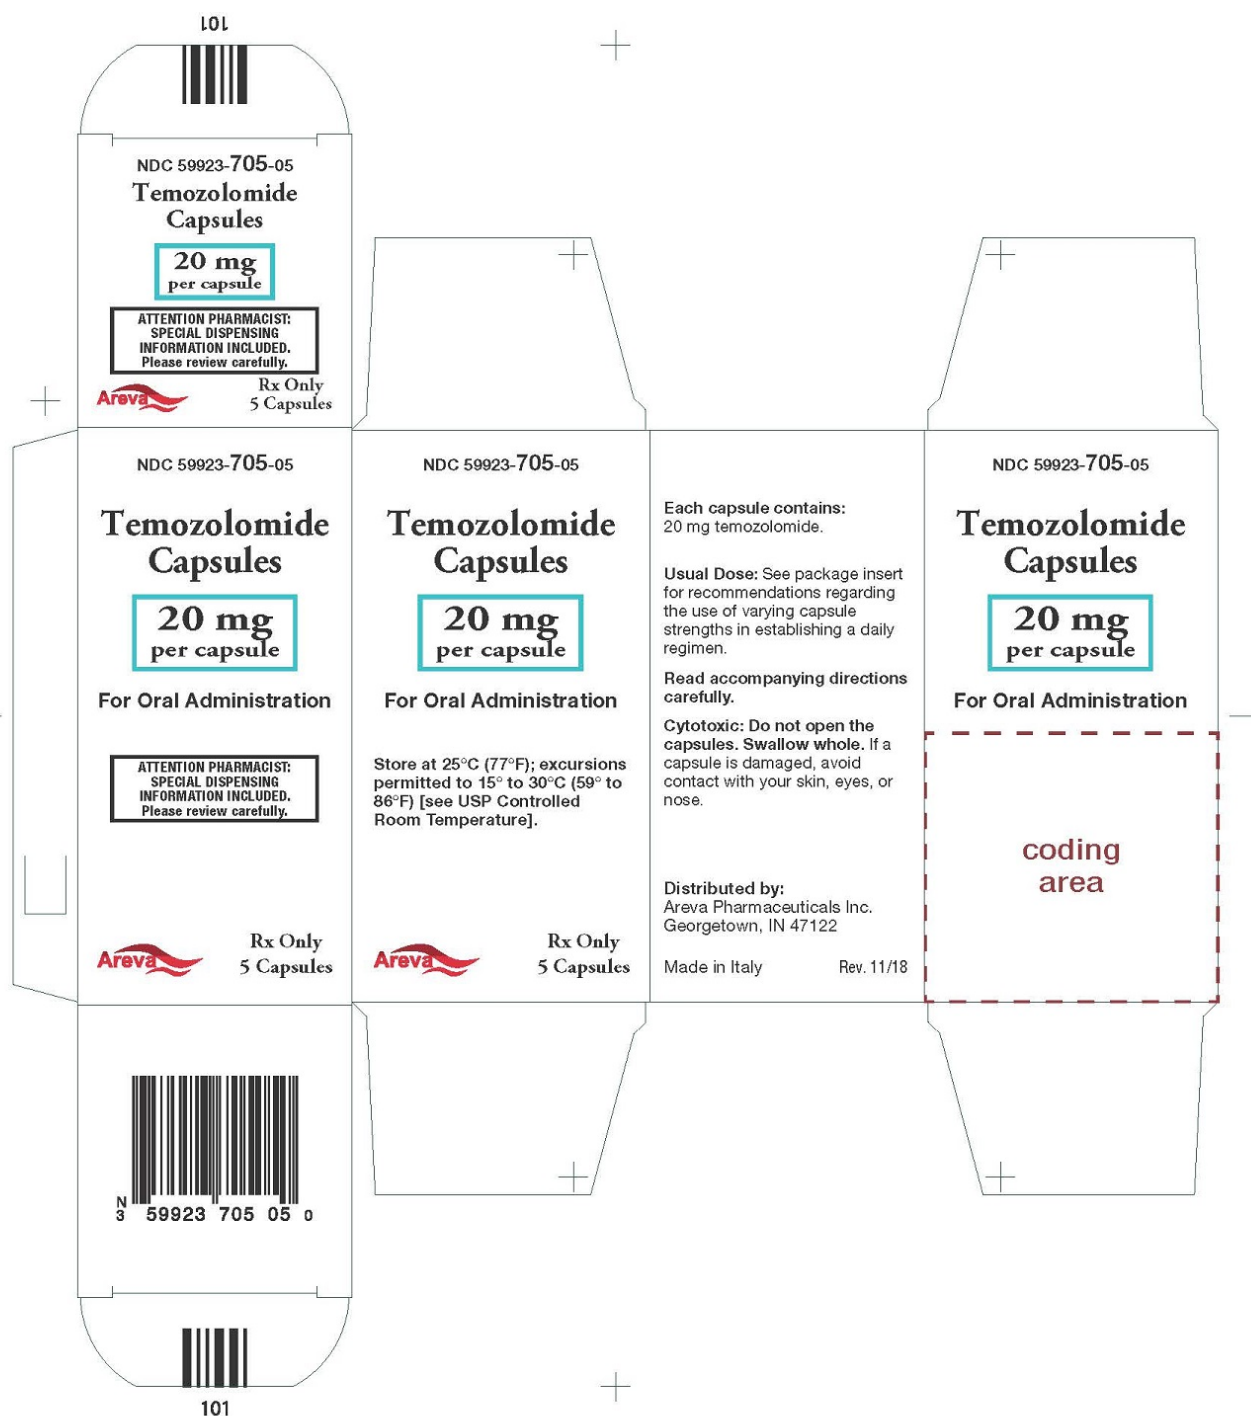 101
NDC 59923-705-05
Temozolomide
Capsules
20 mg
per capsule
ATTENTION PHARMACIST:
SPECIAL DISPENSING
INFORMATION INCLUDED.
Please review carefully.
Areva
Rx Only
5 Capsules
NDC 59923-705-05
Temozolomide
Capsules
20 mg
per capsule
For Oral Administration
ATTENTION PHARMACIST:
SPECIAL DISPENSING
INFORMATION INCLUDED.
Please review carefully.
Areva
Rx Only
5 Capsules
NDC 59923-705-05
Temozolomide
Capsules
20 mg
per capsule
For Oral Administration
Store at 25°C (77°F); excursions
permitted to 15° to 30°C (59° to
86°F) [see USP Controlled
Room Temperature].
Areva
Rx Only
5 Capsules
Each capsule contains:
20 mg temozolomide.
Usual Dose: See package insert
for recommendations regarding
the use of varying capsule
strengths in establishing a daily
regimen.
Read accompanying directions
carefully.
Cytotoxic: Do not open the
capsules. Swallow whole. If a
capsule is damaged, avoid
contact with your skin, eyes, or
nose.
Distributed by:
Areva Pharmaceuticals Inc.
Georgetown, IN 47122
Made in Italy Rev. 11/18
NDC 59923-705-05
Temozolomide
Capsules
20 mg
per capsule
For Oral Administration
coding
area
N
3 59923 705 05 0
101